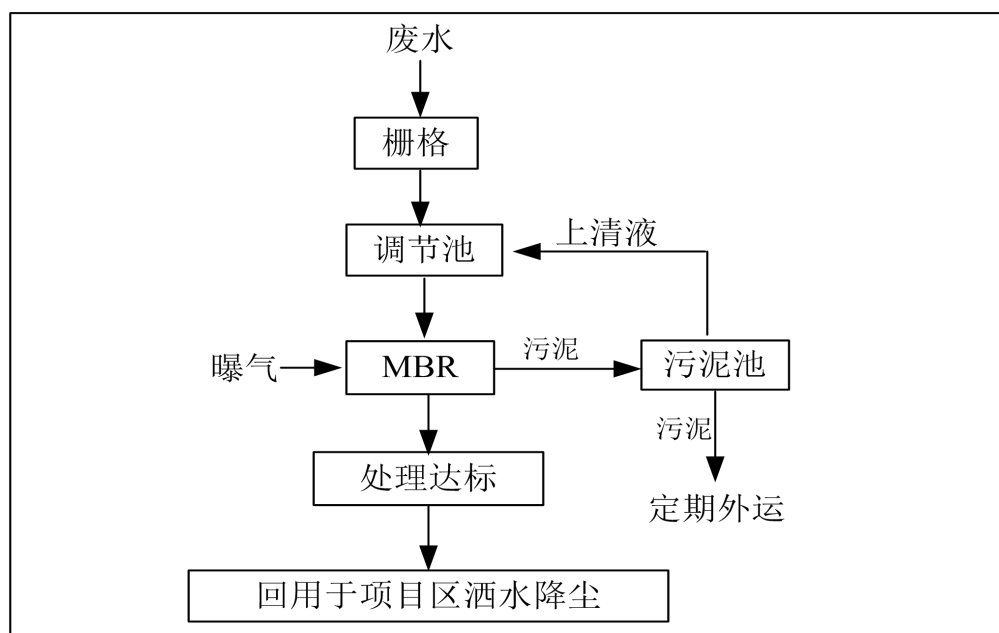 废水
栅格
调节池
上清液
曝气
MBR
污泥
污泥池
污泥
处理达标
定期外运
回用于项目区洒水降尘